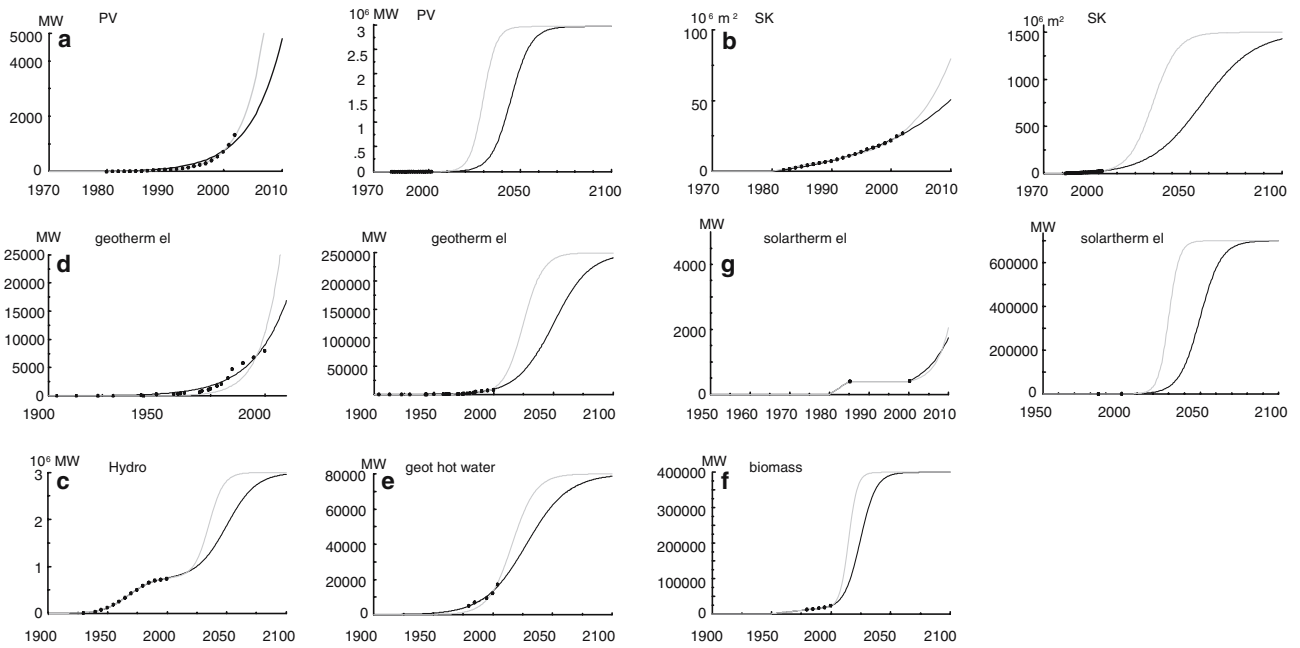 MW PV
a
5000
4000
2000
0
1970 1980 1990 2000 2010
10⁶ MW PV
3
2.5
2
1.5
1
.5
0
1970 2000 2050 2100
10⁶ m² SK
b
100
50
0
1970 1980 1990 2000 2010
10⁶ m² SK
1500
1000
500
0
1970 2000 2050 2100
MW geotherm el
d
25000
20000
15000
10000
5000
0
1900 1950 2000
MW geotherm el
250000
200000
150000
100000
50000
0
1900 1950 2000 2050 2100
MW solartherm el
g
4000
2000
0
1950 1960 1970 1980 1990 2000 2010
MW solartherm el
600000
400000
200000
0
1950 2000 2050 2100
10⁶ MW Hydro
c
3
2
1
0
1900 1950 2000 2050 2100
MW geot hot water
e
80000
60000
40000
20000
0
1900 1950 2000 2050 2100
MW biomass
f
400000
300000
200000
100000
0
1900 1950 2000 2050 2100